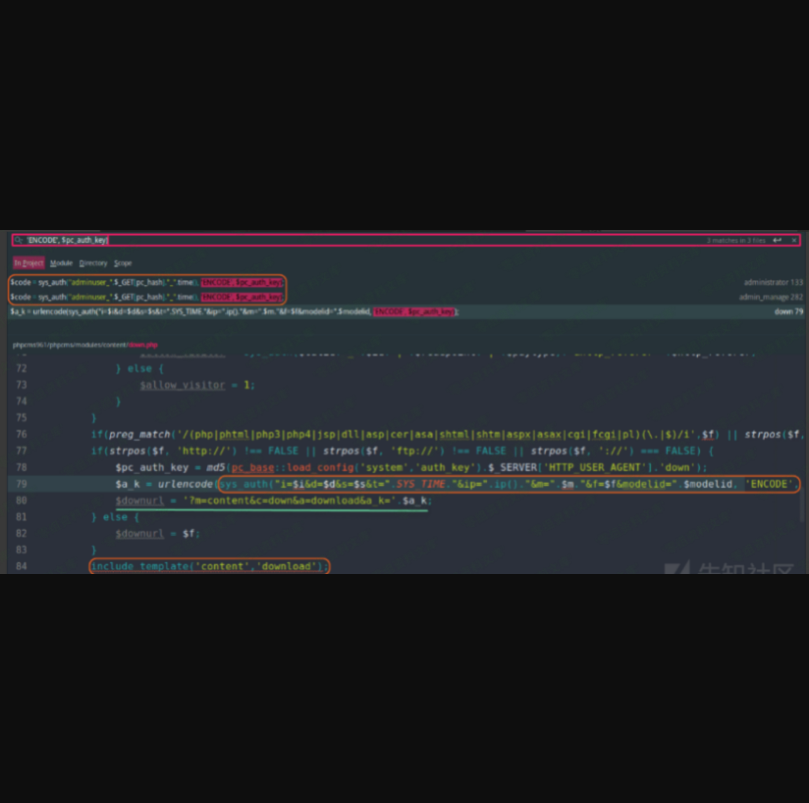 'ENCODE', $pc_auth_key) 3 matches in 3 files
In Project Module Directory Scope
$code = sys_auth("adminuser_".$_GET[pc_hash]."_".time(), 'ENCODE', $pc_auth_key); administrator 133
$code = sys_auth("adminuser_".$_GET[pc_hash]."_".time(), 'ENCODE', $pc_auth_key); admin_manage 292
$a_k = urlencode(sys_auth("i=$i&d=$d&s=$s&t=".SYS_TIME."&ip=".ip()."&m=".$m."&f=$f&modelid=".$modelid, 'ENCODE', $pc_auth_key)); down 79
/phpcms/modules/content/down.php
72 } else {
73 $allow_visitor = 1;
74 }
75 }
76 if(preg_match('/(php|phtml|php3|php4|jsp|dll|asp|cer|asa|shtml|shtm|aspx|asax|cgi|fcgi|pl)(\.|$)/i',$f) || strpos($f,
77 if(strpos($f, 'http://') !== FALSE || strpos($f, 'ftp://') !== FALSE || strpos($f, '://') === FALSE) {
78 $pc_auth_key = md5(pc_base::load_config('system','auth_key').$_SERVER['HTTP_USER_AGENT'].'down');
79 $a_k = urlencode(sys_auth("i=$i&d=$d&s=$s&t=".SYS_TIME."&ip=".ip()."&m=".$m."&f=$f&modelid=".$modelid, 'ENCODE',
80 $downurl = '?m=content&c=down&a=download&a_k='.$a_k;
81 } else {
82 $downurl = $f;
83 }
84 include template('content','download');
先知社区